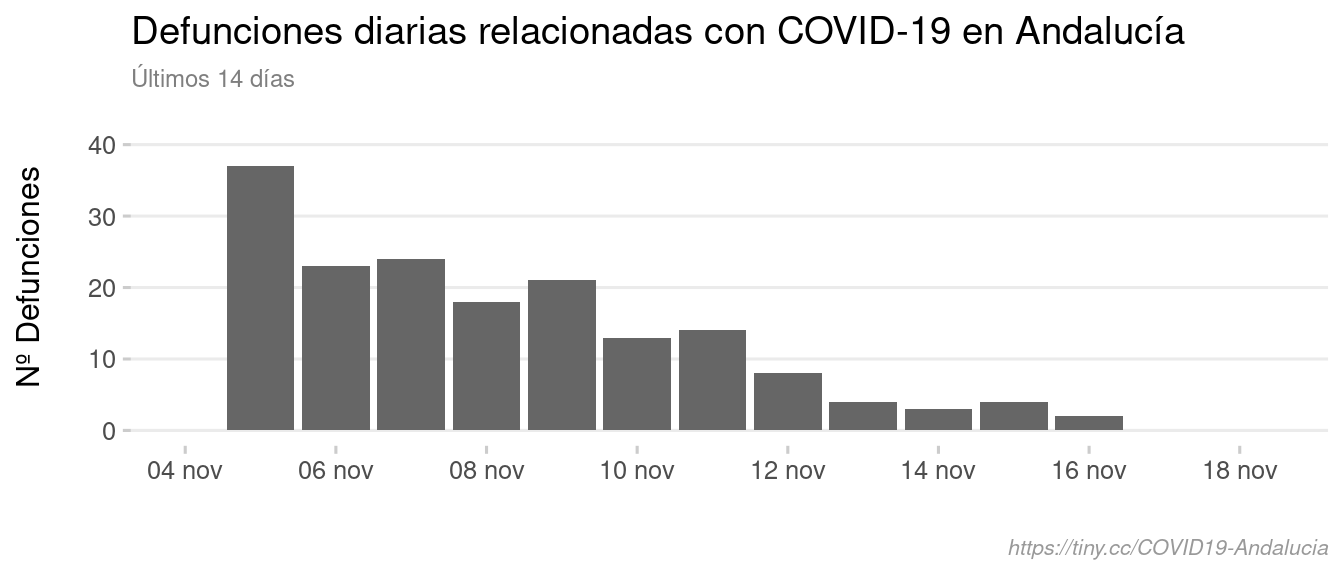 Defunciones diarias relacionadas con COVID-19 en Andalucía
Últimos 14 días
Nº Defunciones
40
30
20
10
0
04 nov 06 nov 08 nov 10 nov 12 nov 14 nov 16 nov 18 nov
https://tiny.cc/COVID19-Andalucia